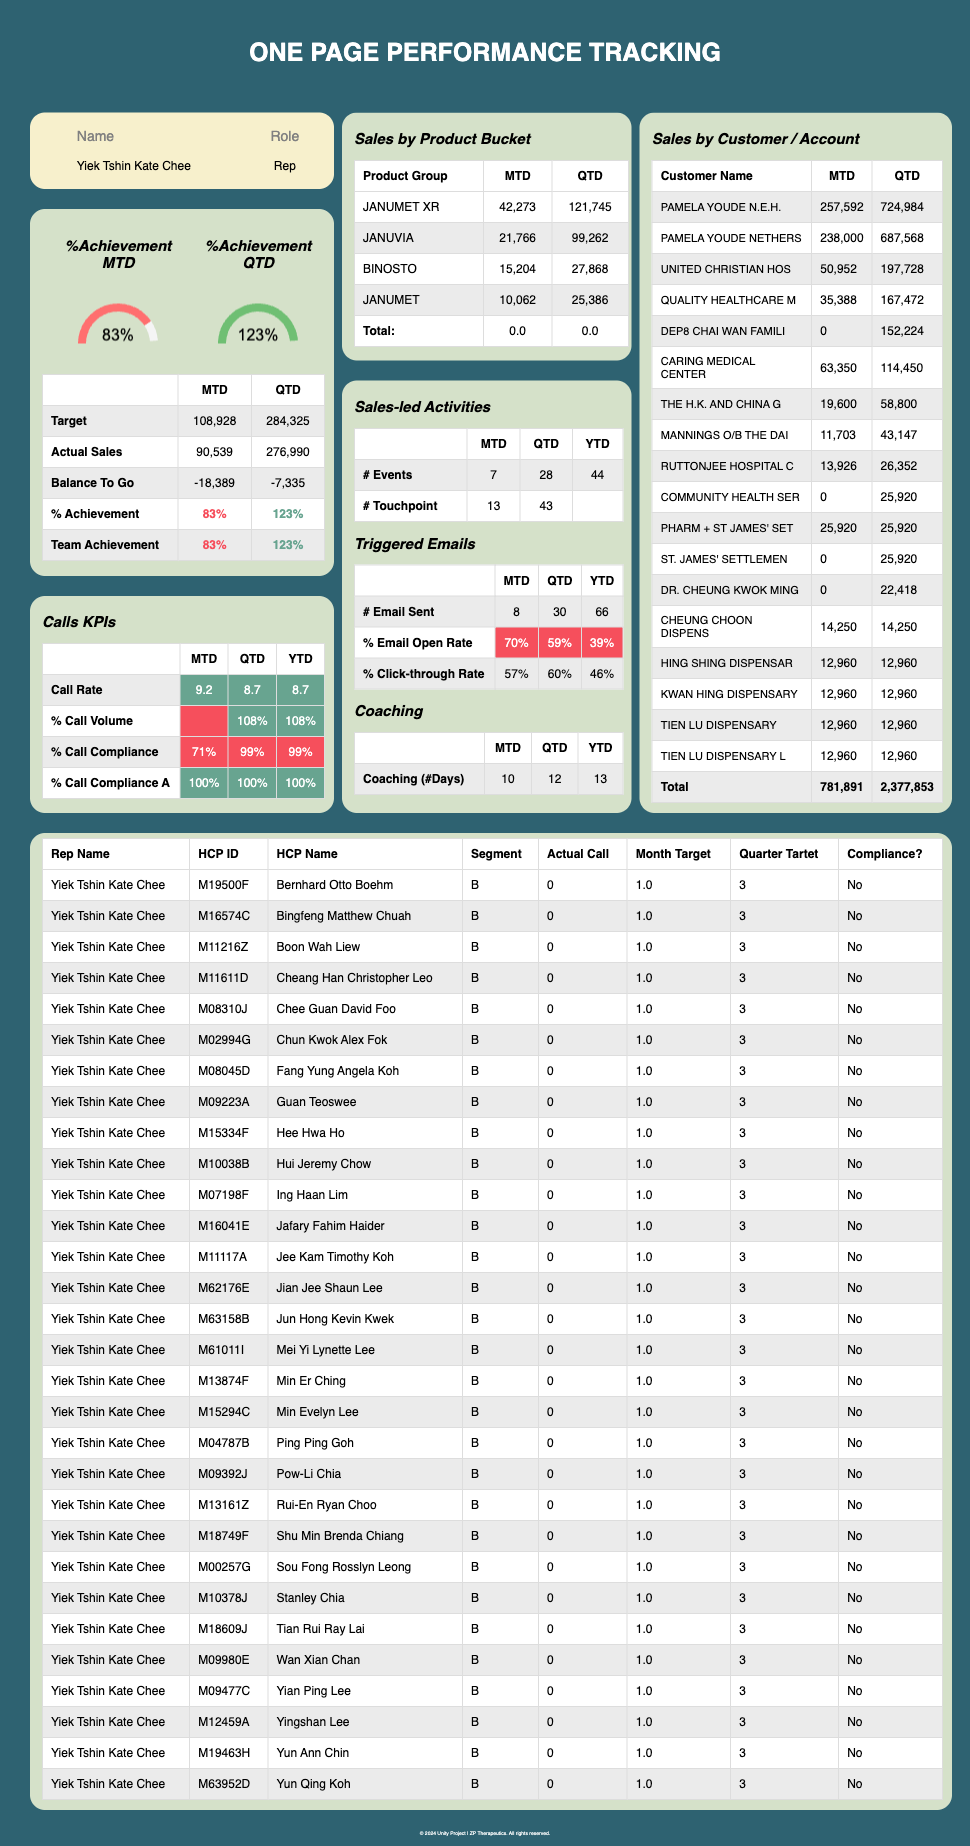 ONE PAGE PERFORMANCE TRACKING
Name Role
Yiek Tshin Kate Chee Rep
%Achievement MTD %Achievement QTD
83% 123%
MTD QTD
Target 108,928 284,325
Actual Sales 90,539 276,990
Balance To Go -18,389 -7,335
% Achievement 83% 123%
Team Achievement 83% 123%
Calls KPIs
MTD QTD YTD
Call Rate 9.2 8.7 8.7
% Call Volume 108% 108%
% Call Compliance 71% 99% 99%
% Call Compliance A 100% 100% 100%
Sales by Product Bucket
Product Group MTD QTD
JANUMET XR 42,273 121,745
JANUVIA 21,766 99,262
BINOSTO 15,204 27,868
JANUMET 10,062 25,386
Total: 0.0 0.0
Sales-led Activities
MTD QTD YTD
# Events 7 28 44
# Touchpoint 13 43
Triggered Emails
MTD QTD YTD
# Email Sent 8 30 66
% Email Open Rate 70% 59% 39%
% Click-through Rate 57% 60% 46%
Coaching
MTD QTD YTD
Coaching (#Days) 10 12 13
Sales by Customer / Account
Customer Name MTD QTD
PAMELA YOUDE N.E.H. 257,592 724,984
PAMELA YOUDE NETHERS 238,000 687,568
UNITED CHRISTIAN HOS 50,952 197,728
QUALITY HEALTHCARE M 35,388 167,472
DEP8 CHAI WAN FAMILI 0 152,224
CARING MEDICAL CENTER 63,350 114,450
THE H.K. AND CHINA G 19,600 58,800
MANNINGS O/B THE DAI 11,703 43,147
RUTTONJEE HOSPITAL C 13,926 26,352
COMMUNITY HEALTH SER 0 25,920
PHARM + ST JAMES' SET 25,920 25,920
ST. JAMES' SETTLEMEN 0 25,920
DR. CHEUNG KWOK MING 0 22,418
CHEUNG CHOON DISPENS 14,250 14,250
HING SHING DISPENSAR 12,960 12,960
KWAN HING DISPENSARY 12,960 12,960
TIEN LU DISPENSARY 12,960 12,960
TIEN LU DISPENSARY L 12,960 12,960
Total 781,891 2,377,853
Rep Name HCP ID HCP Name Segment Actual Call Month Target Quarter Tartet Compliance?
Yiek Tshin Kate Chee M19500F Bernhard Otto Boehm B 0 1.0 3 No
Yiek Tshin Kate Chee M16574C Bingfeng Matthew Chuah B 0 1.0 3 No
Yiek Tshin Kate Chee M11216Z Boon Wah Liew B 0 1.0 3 No
Yiek Tshin Kate Chee M11611D Cheang Han Christopher Leo B 0 1.0 3 No
Yiek Tshin Kate Chee M08310J Chee Guan David Foo B 0 1.0 3 No
Yiek Tshin Kate Chee M02994G Chun Kwok Alex Fok B 0 1.0 3 No
Yiek Tshin Kate Chee M08045D Fang Yung Angela Koh B 0 1.0 3 No
Yiek Tshin Kate Chee M09223A Guan Teoswee B 0 1.0 3 No
Yiek Tshin Kate Chee M15334F Hee Hwa Ho B 0 1.0 3 No
Yiek Tshin Kate Chee M10038B Hui Jeremy Chow B 0 1.0 3 No
Yiek Tshin Kate Chee M07198F Ing Haan Lim B 0 1.0 3 No
Yiek Tshin Kate Chee M16041E Jafary Fahim Haider B 0 1.0 3 No
Yiek Tshin Kate Chee M11117A Jee Kam Timothy Koh B 0 1.0 3 No
Yiek Tshin Kate Chee M62176E Jian Jee Shaun Lee B 0 1.0 3 No
Yiek Tshin Kate Chee M63158B Jun Hong Kevin Kwek B 0 1.0 3 No
Yiek Tshin Kate Chee M61011I Mei Yi Lynette Lee B 0 1.0 3 No
Yiek Tshin Kate Chee M13874F Min Er Ching B 0 1.0 3 No
Yiek Tshin Kate Chee M15294C Min Evelyn Lee B 0 1.0 3 No
Yiek Tshin Kate Chee M04787B Ping Ping Goh B 0 1.0 3 No
Yiek Tshin Kate Chee M09392J Pow-Li Chia B 0 1.0 3 No
Yiek Tshin Kate Chee M13161Z Rui-En Ryan Choo B 0 1.0 3 No
Yiek Tshin Kate Chee M18749F Shu Min Brenda Chiang B 0 1.0 3 No
Yiek Tshin Kate Chee M00257G Sou Fong Rosslyn Leong B 0 1.0 3 No
Yiek Tshin Kate Chee M10378J Stanley Chia B 0 1.0 3 No
Yiek Tshin Kate Chee M18609J Tian Rui Ray Lai B 0 1.0 3 No
Yiek Tshin Kate Chee M09980E Wan Xian Chan B 0 1.0 3 No
Yiek Tshin Kate Chee M09477C Yian Ping Lee B 0 1.0 3 No
Yiek Tshin Kate Chee M12459A Yingshan Lee B 0 1.0 3 No
Yiek Tshin Kate Chee M19463H Yun Ann Chin B 0 1.0 3 No
Yiek Tshin Kate Chee M63952D Yun Qing Koh B 0 1.0 3 No
© 2024 Unity Project | ZP Therapeutics. All rights reserved.